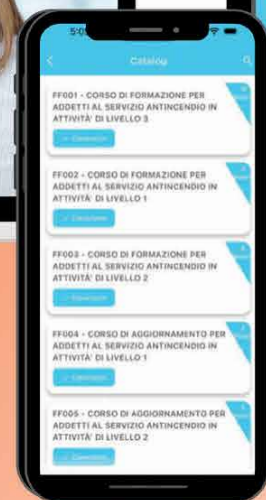 Catalog
FF001 - CORSO DI FORMAZIONE PER
ADDETTI AL SERVIZIO ANTINCENDIO IN
ATTIVITA' DI LIVELLO 3
FF002 - CORSO DI FORMAZIONE PER
ADDETTI AL SERVIZIO ANTINCENDIO IN
ATTIVITA' DI LIVELLO 1
FF003 - CORSO DI FORMAZIONE PER
ADDETTI AL SERVIZIO ANTINCENDIO IN
ATTIVITA' DI LIVELLO 2
FF004 - CORSO DI AGGIORNAMENTO PER
ADDETTI AL SERVIZIO ANTINCENDIO IN
ATTIVITA' DI LIVELLO 1
FF005 - CORSO DI AGGIORNAMENTO PER
ADDETTI AL SERVIZIO ANTINCENDIO IN
ATTIVITA' DI LIVELLO 2